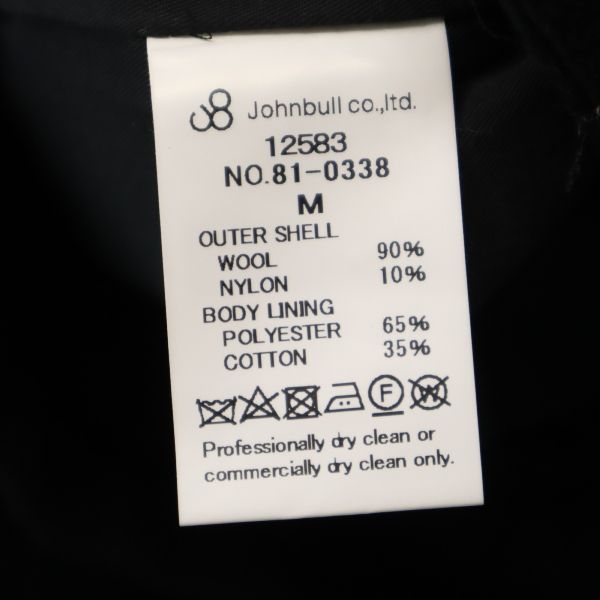 Johnbull co.,ltd.
12583
NO.81-0338
M
OUTER SHELL
WOOL 90%
NYLON 10%
BODY LINING
POLYESTER 65%
COTTON 35%
F W
Professionally dry clean or
commercially dry clean only.